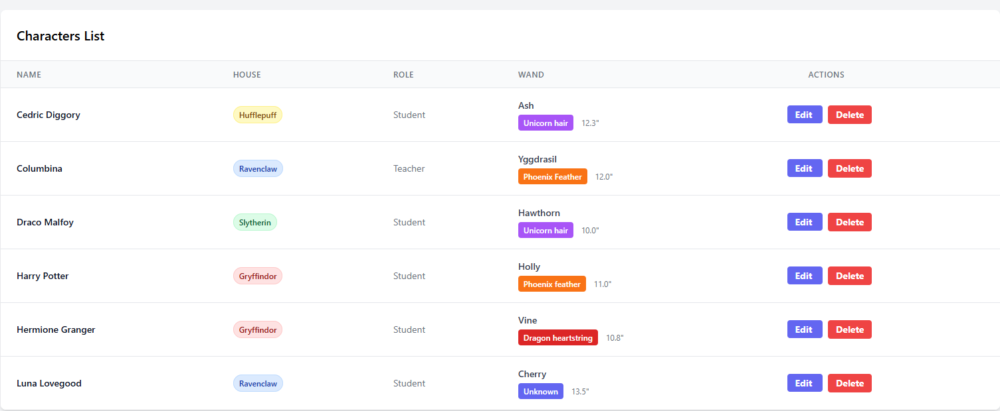 Characters List
NAME HOUSE ROLE WAND ACTIONS
Cedric Diggory Hufflepuff Student Ash Unicorn hair 12.3" Edit Delete
Columbina Ravenclaw Teacher Yggdrasil Phoenix Feather 12.0" Edit Delete
Draco Malfoy Slytherin Student Hawthorn Unicorn hair 10.0" Edit Delete
Harry Potter Gryffindor Student Holly Phoenix feather 11.0" Edit Delete
Hermione Granger Gryffindor Student Vine Dragon heartstring 10.8" Edit Delete
Luna Lovegood Ravenclaw Student Cherry Unknown 13.5" Edit Delete